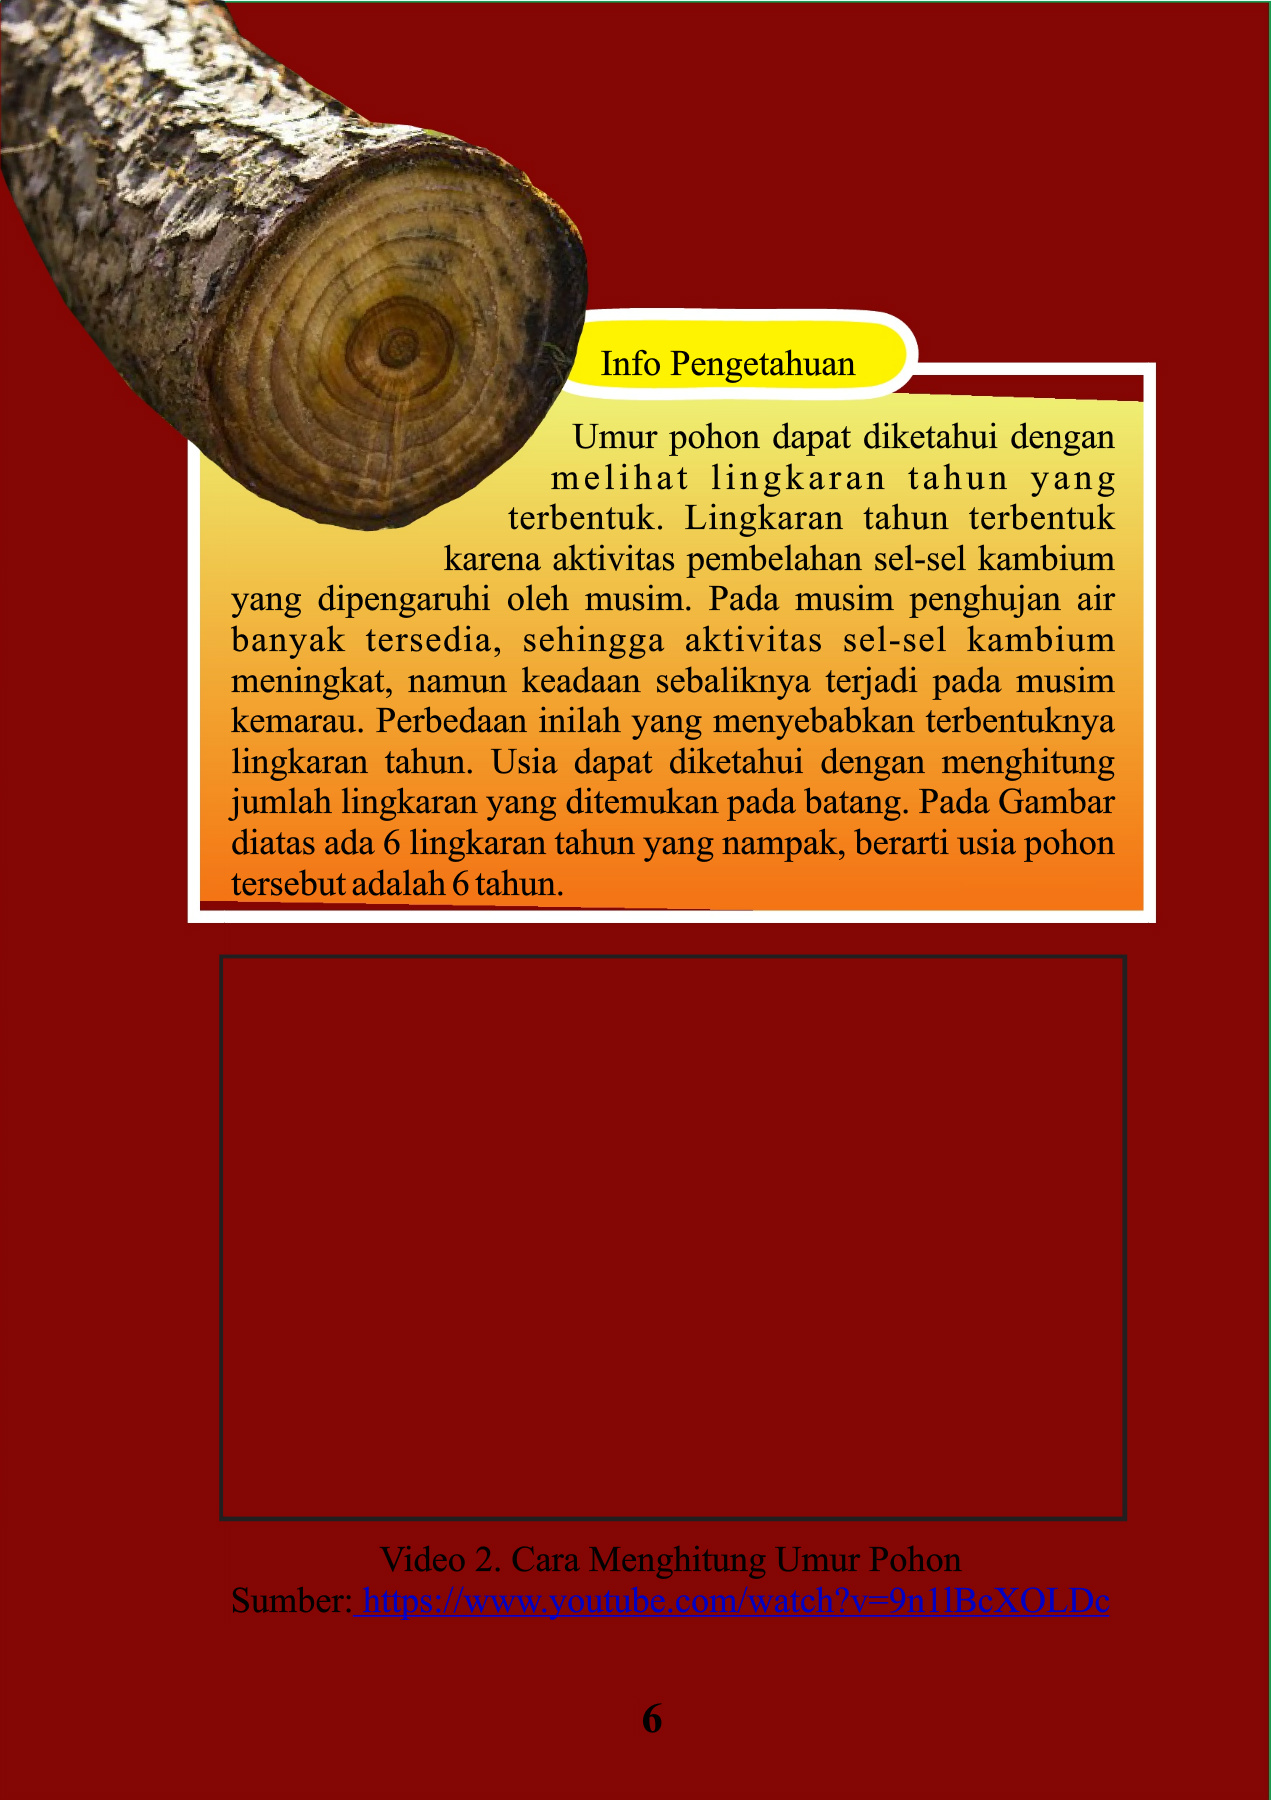 Info Pengetahuan
Umur pohon dapat diketahui dengan
melihat lingkaran tahun yang
terbentuk. Lingkaran tahun terbentuk
karena aktivitas pembelahan sel-sel kambium
yang dipengaruhi oleh musim. Pada musim penghujan air
banyak tersedia, sehingga aktivitas sel-sel kambium
meningkat, namun keadaan sebaliknya terjadi pada musim
kemarau. Perbedaan inilah yang menyebabkan terbentuknya
lingkaran tahun. Usia dapat diketahui dengan menghitung
jumlah lingkaran yang ditemukan pada batang. Pada Gambar
diatas ada 6 lingkaran tahun yang nampak, berarti usia pohon
tersebut adalah 6 tahun.
Video 2. Cara Menghitung Umur Pohon
Sumber: https://www.youtube.com/watch?v=9n1lBcXOLDc
6